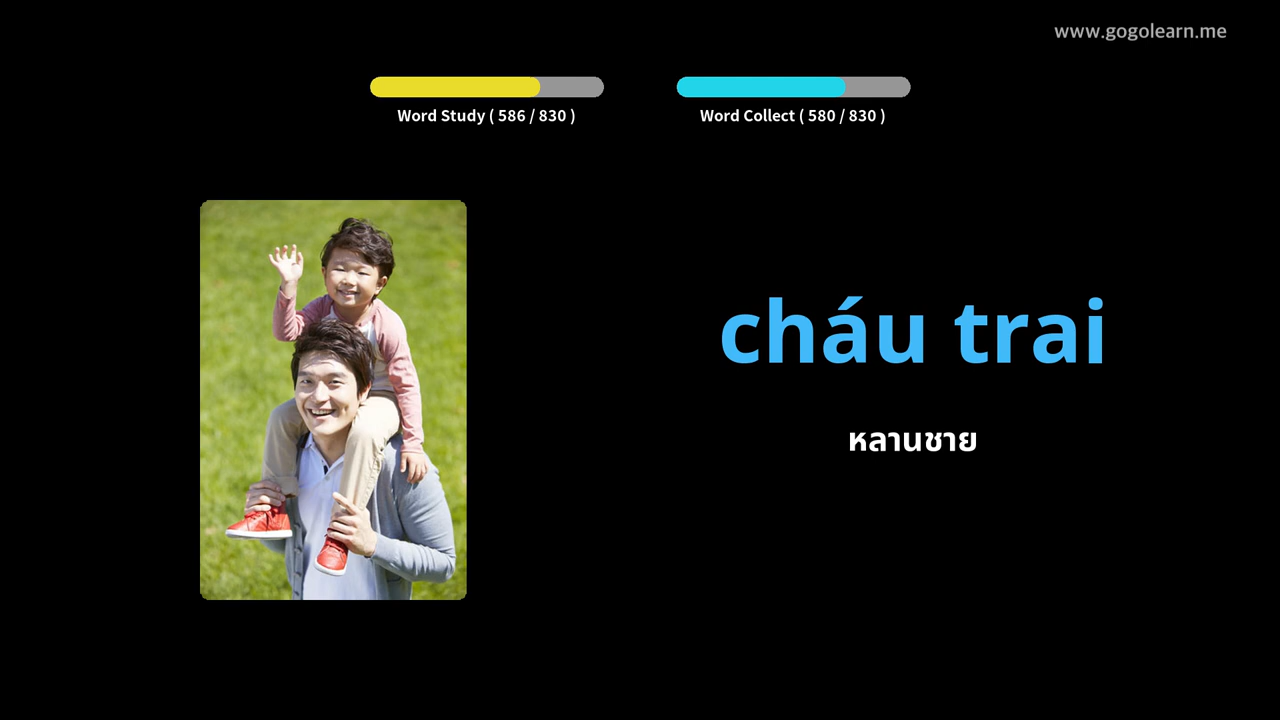 www.gogolearn.me
Word Study ( 586 / 830 )
Word Collect ( 580 / 830 )
cháu trai
หลานชาย